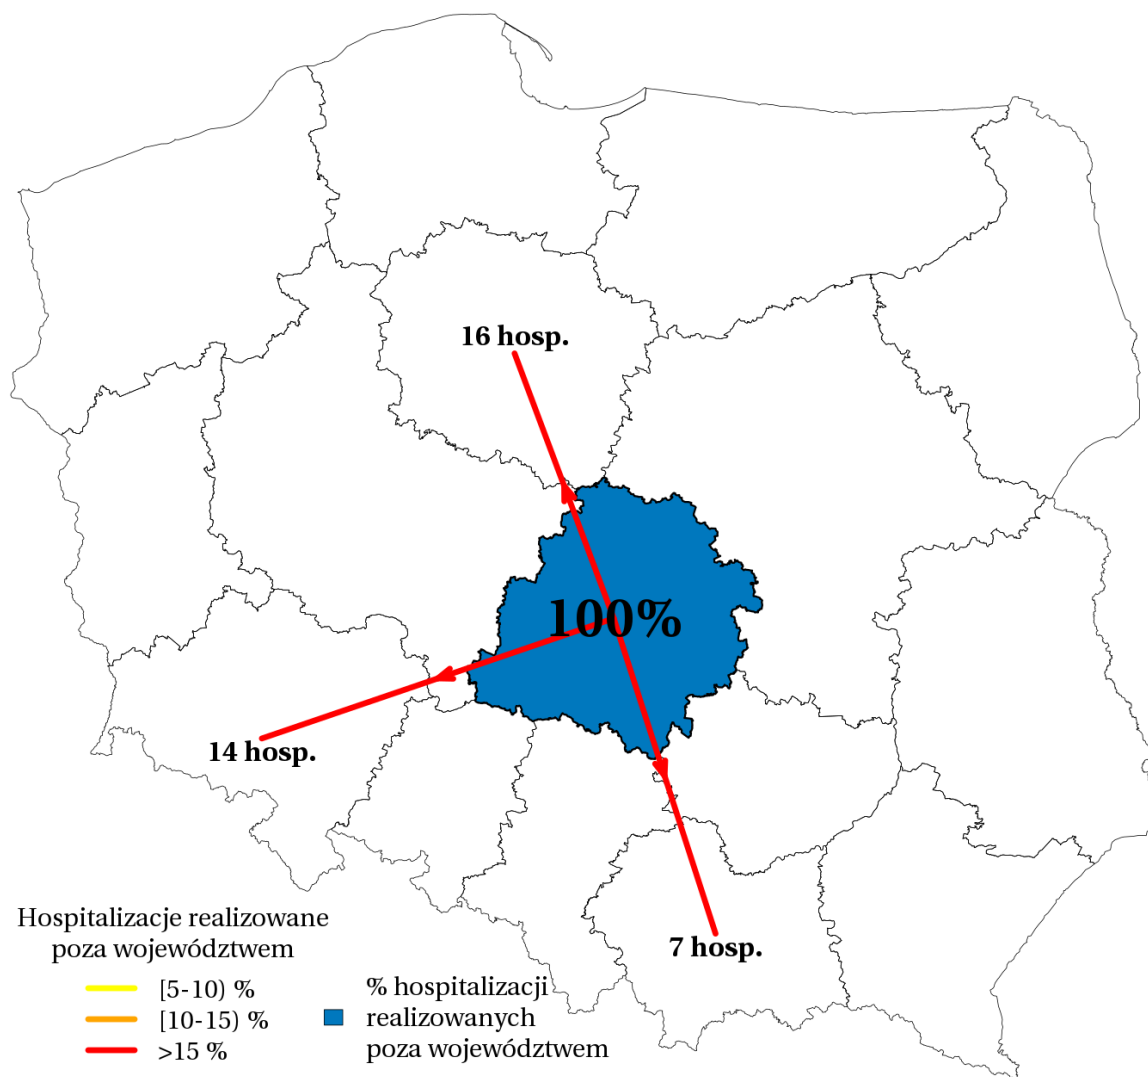 16 hosp.
100%
14 hosp.
7 hosp.
Hospitalizacje realizowane
poza województwem
[5-10) %
[10-15) %
>15 %
% hospitalizacji
realizowanych
poza województwem